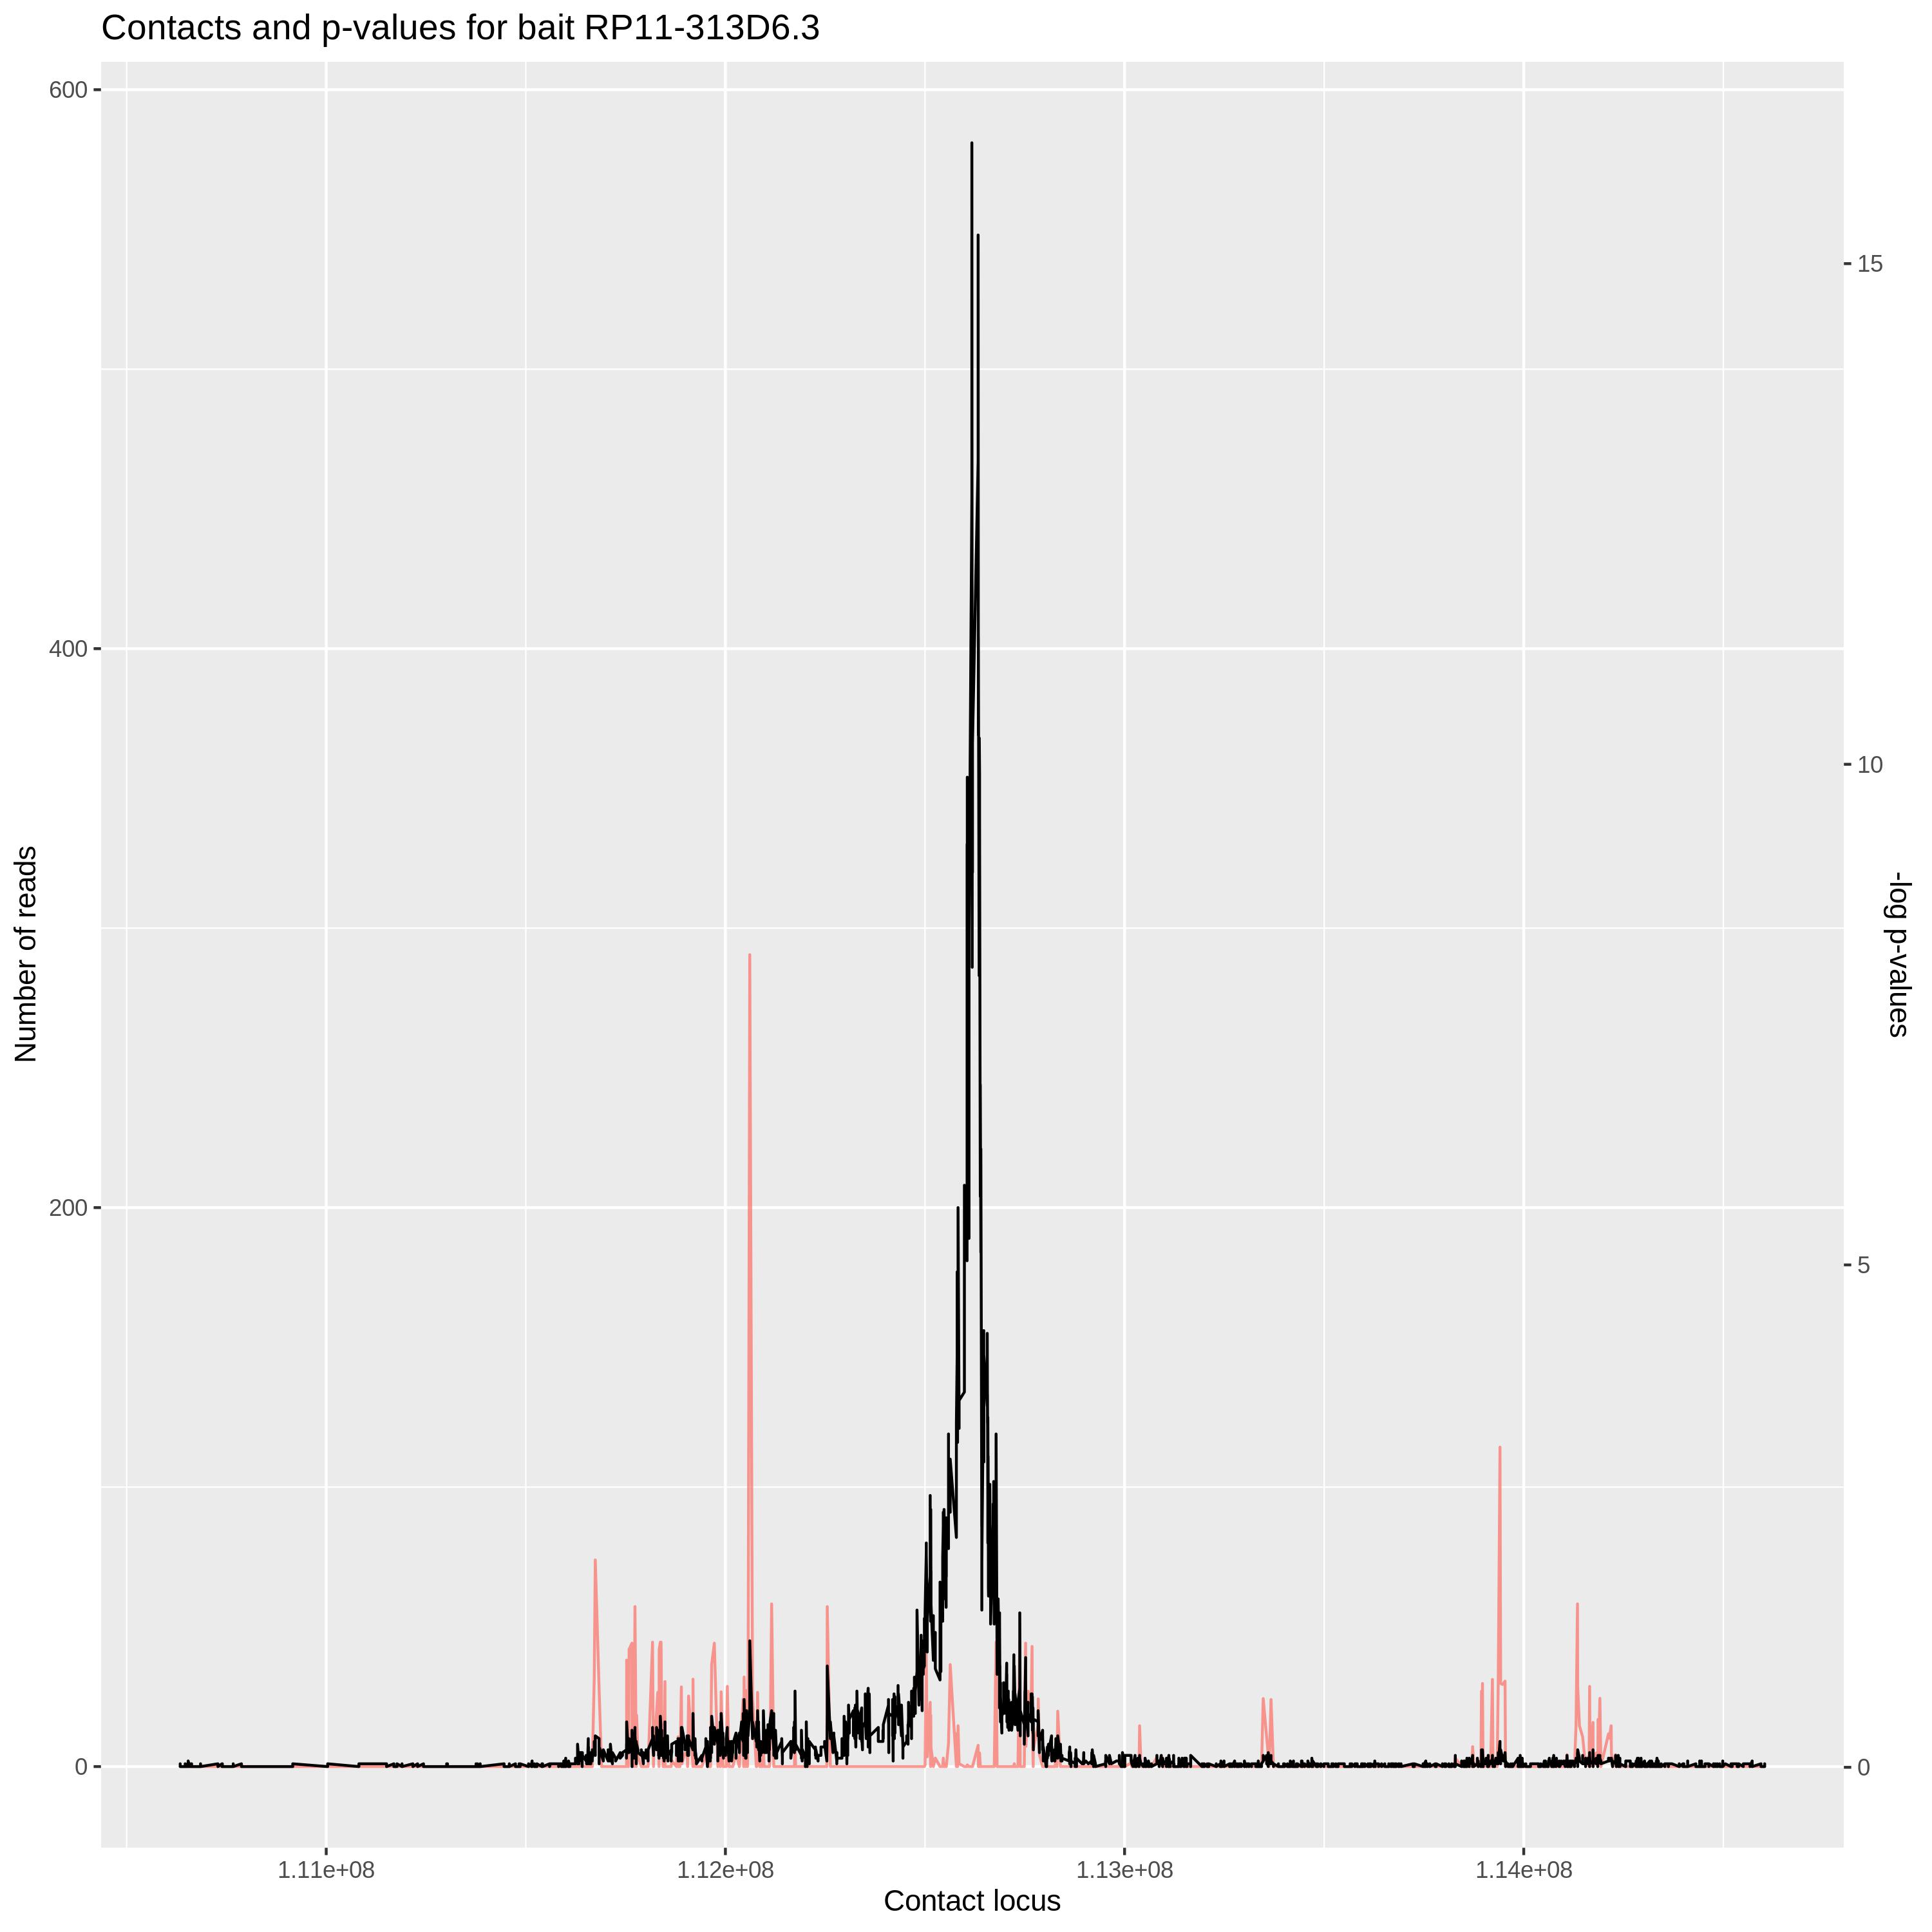 Contacts and p-values for bait RP11-313D6.3
600
400
200
0
Number of reads
15
10
5
0
-log p-values
1.11e+08
1.12e+08
1.13e+08
1.14e+08
Contact locus